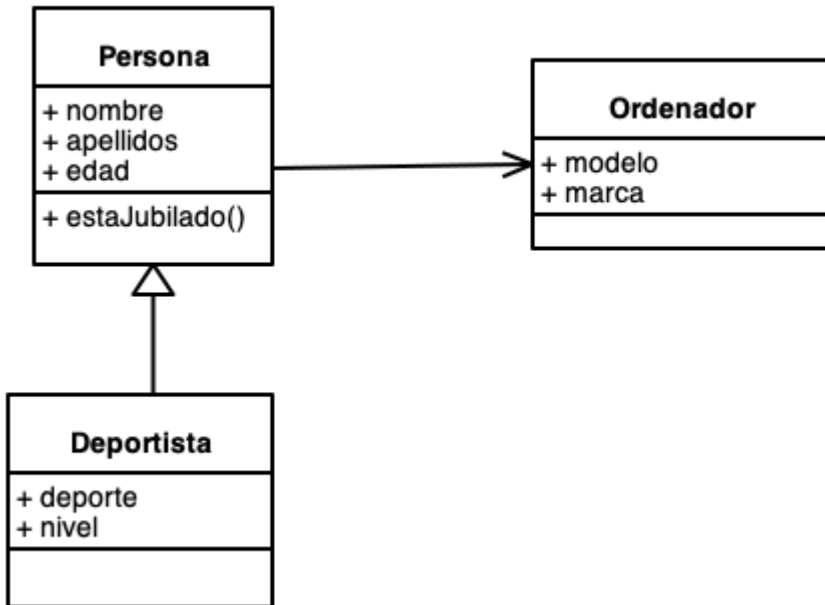 Persona
+ nombre
+ apellidos
+ edad
+ estaJubilado()
Ordenador
+ modelo
+ marca
Deportista
+ deporte
+ nivel